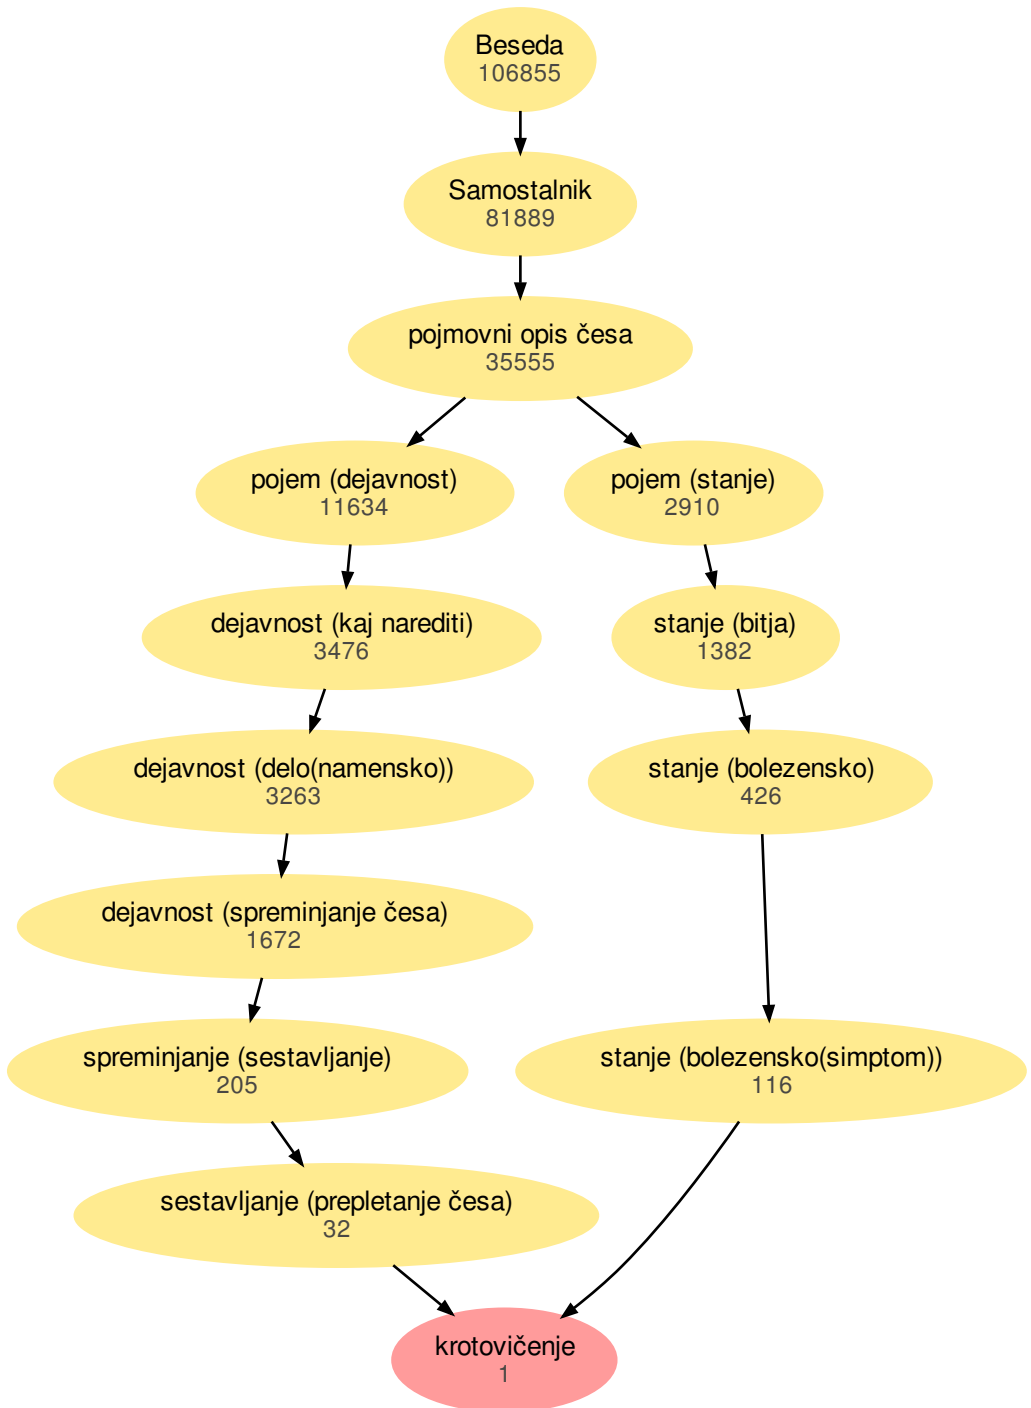 Beseda
106855
Samostalnik
81889
pojmovni opis česa
35555
pojem (dejavnost)
11634
pojem (stanje)
2910
dejavnost (kaj narediti)
3476
stanje (bitja)
1382
dejavnost (delo(namensko))
3263
stanje (bolezensko)
426
dejavnost (spreminjanje česa)
1672
spreminjanje (sestavljanje)
205
stanje (bolezensko(simptom))
116
sestavljanje (prepletanje česa)
32
krotovičenje
1